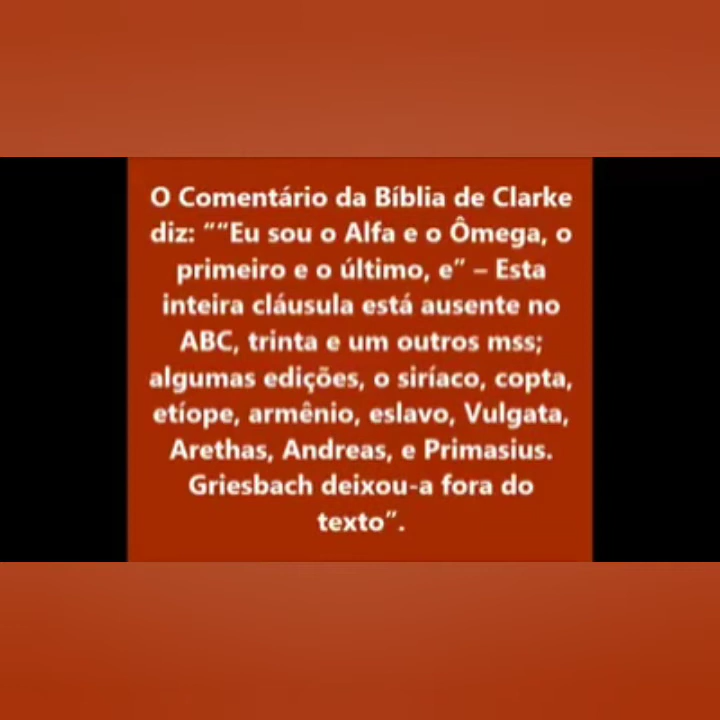 O Comentário da Bíblia de Clarke
diz: ““Eu sou o Alfa e o Ômega, o
primeiro e o último, e” – Esta
inteira cláusula está ausente no
ABC, trinta e um outros mss;
algumas edições, o siríaco, copta,
etíope, armênio, eslavo, Vulgata,
Arethas, Andreas, e Primasius.
Griesbach deixou-a fora do
texto”.